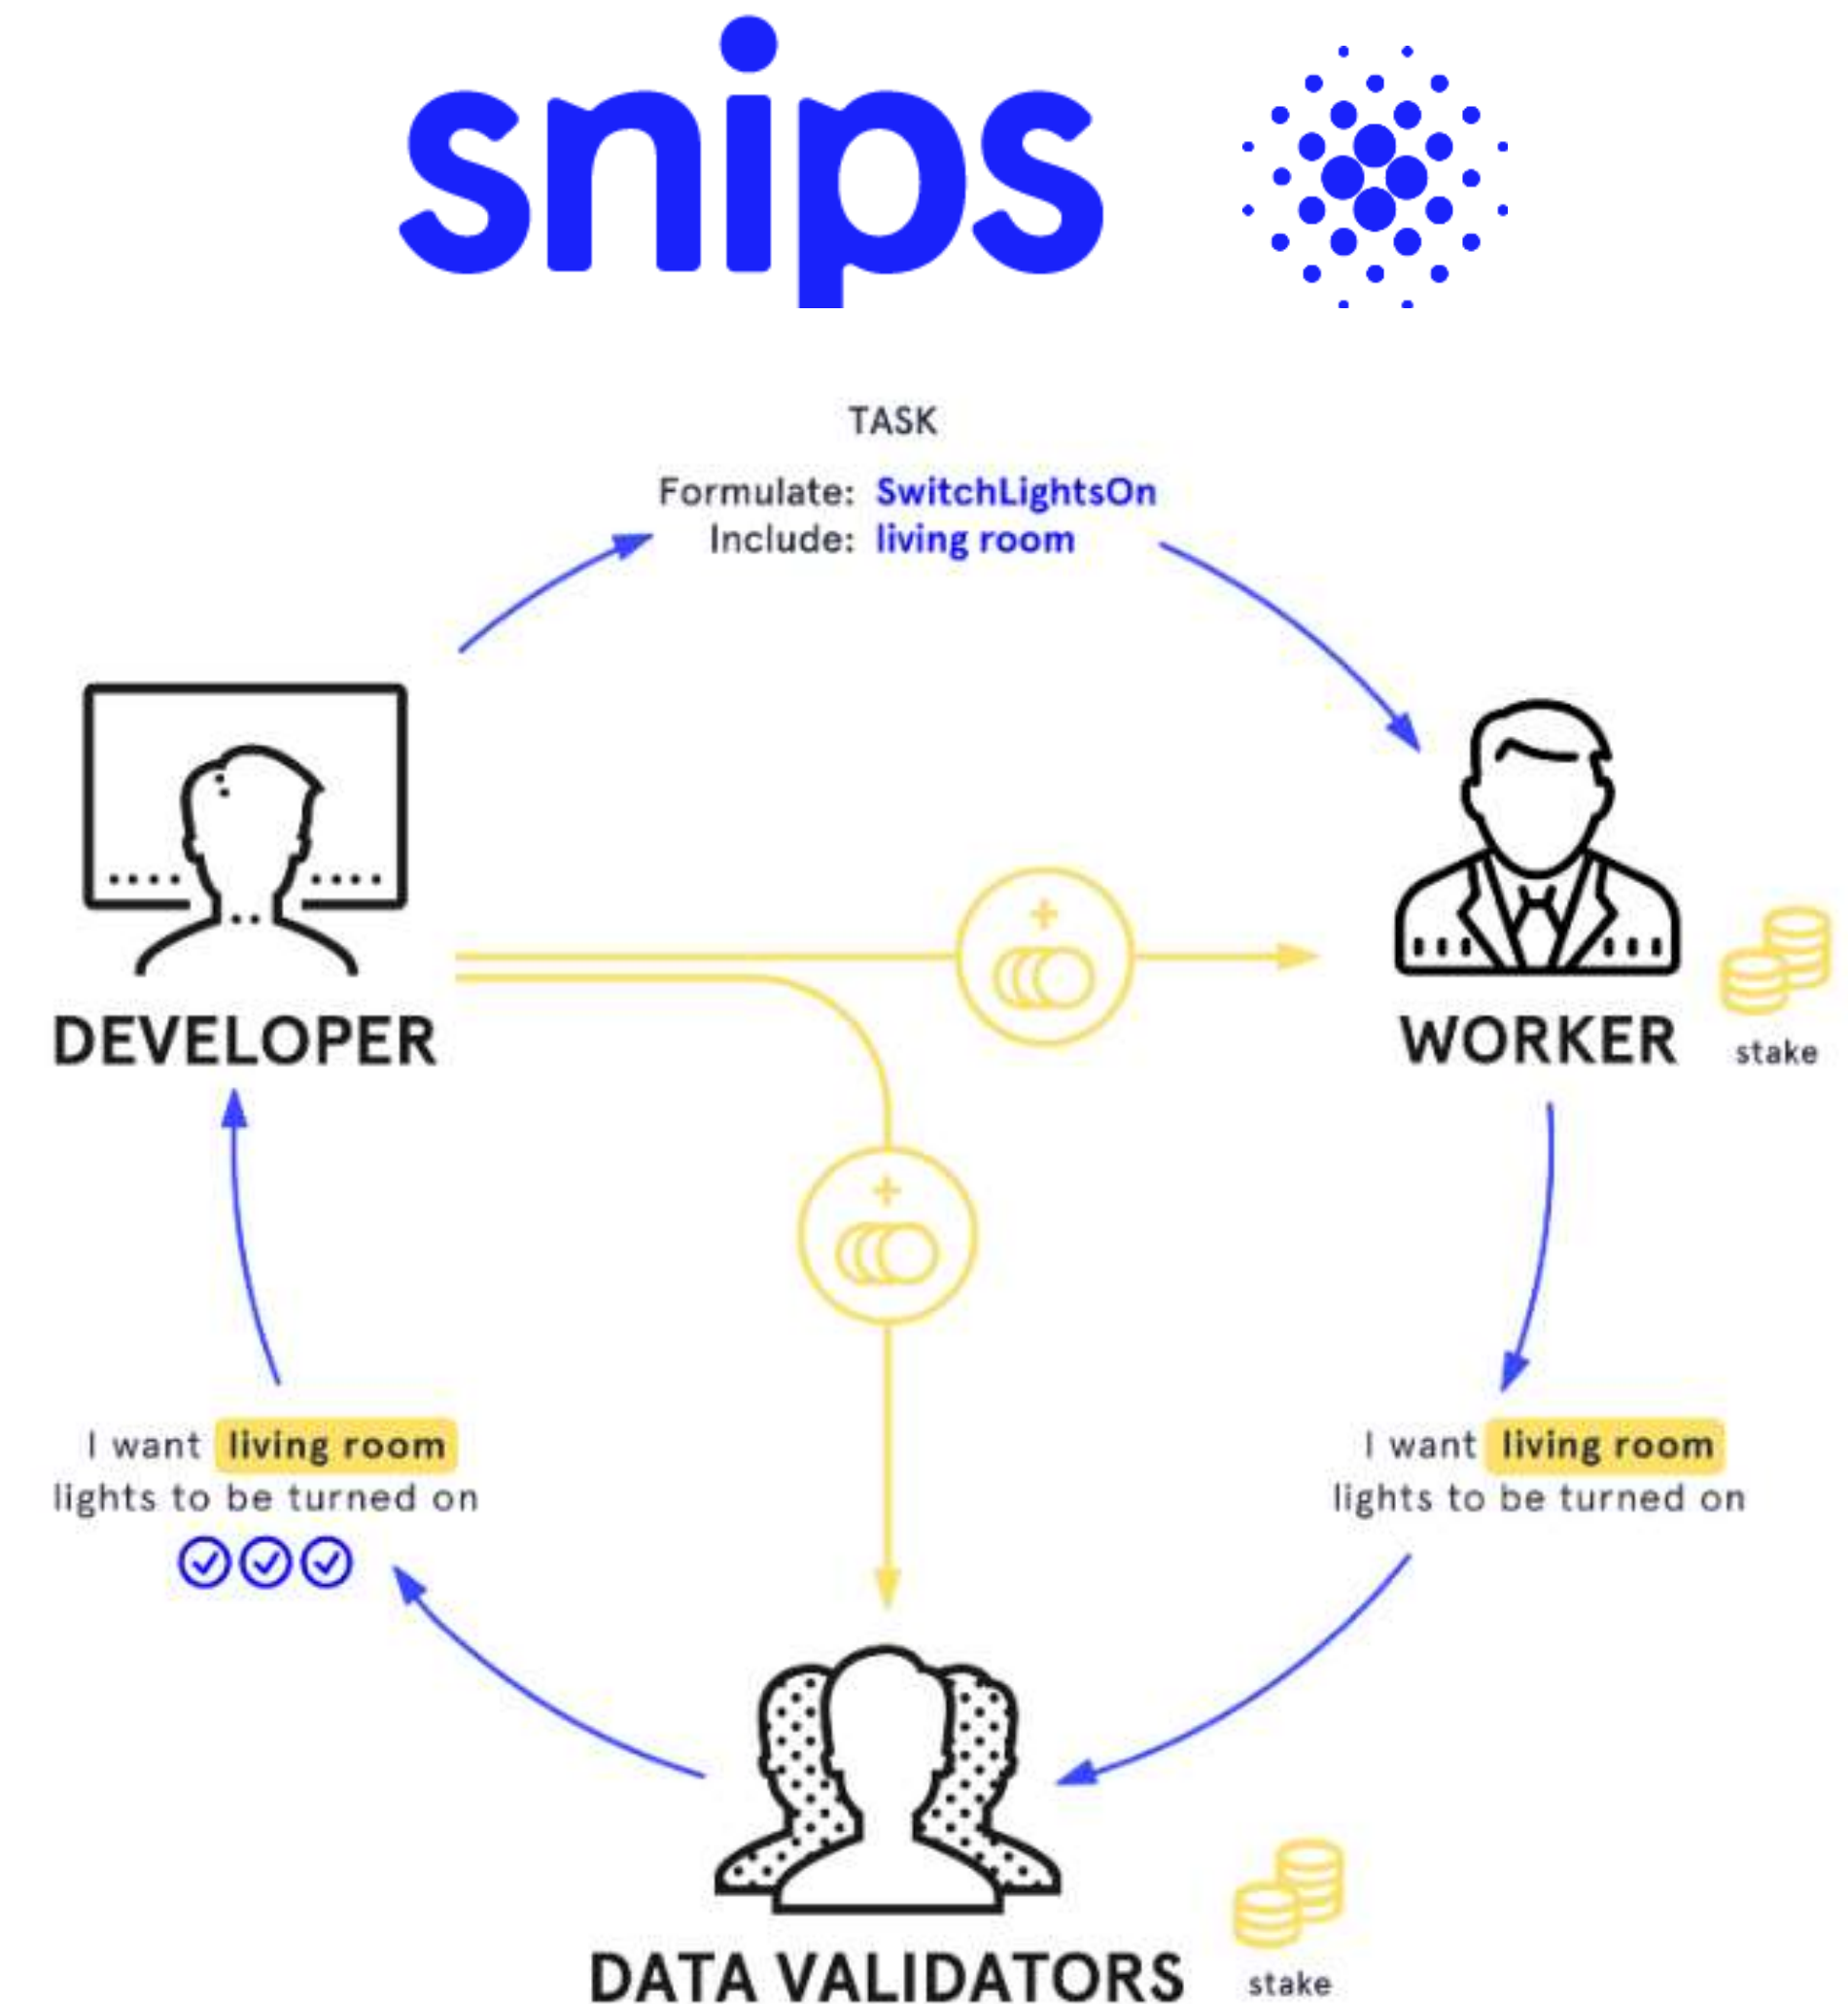 snips
TASK
Formulate: SwitchLightsOn
Include: living room
DEVELOPER
WORKER
stake
I want living room
lights to be turned on
I want living room
lights to be turned on
DATA VALIDATORS
stake